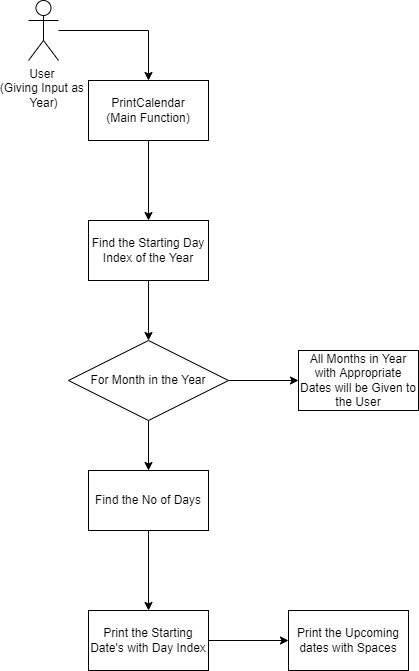 User
(Giving Input as
Year)
PrintCalendar
(Main Function)
Find the Starting Day
Index of the Year
For Month in the Year
All Months in Year
with Appropriate
Dates will be Given to
the User
Find the No of Days
Print the Starting
Date's with Day Index
Print the Upcoming
dates with Spaces